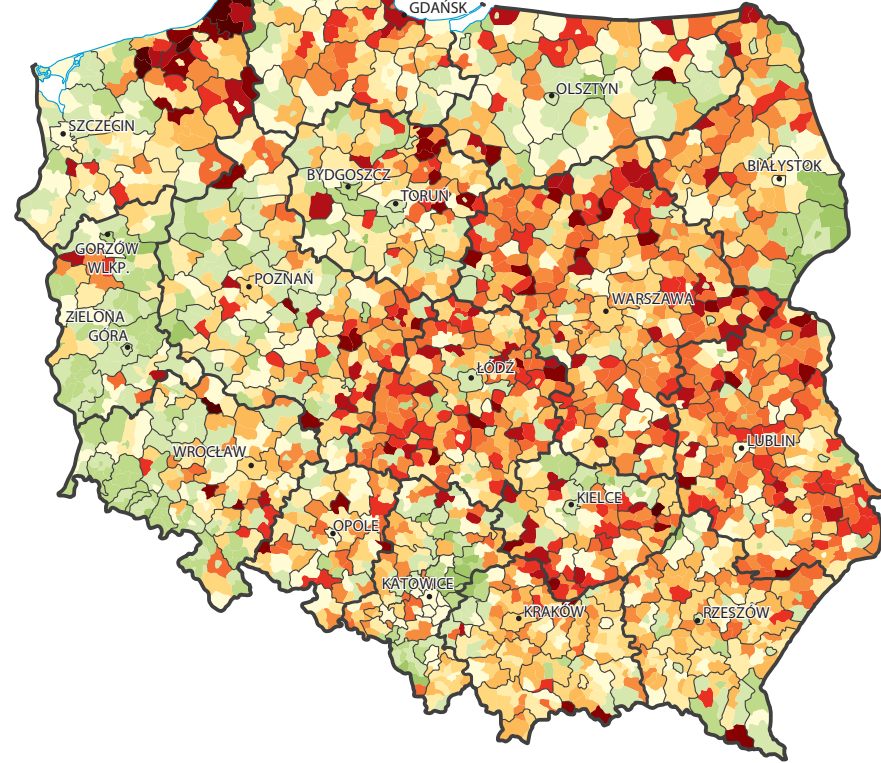 GDAŃSK
OLSZTYN
SZCZECIN
BIAŁYSTOK
BYDGOSZCZ
TORUŃ
GORZÓW
WLKP.
POZNAŃ
WARSZAWA
ZIELONA
GÓRA
ŁÓDŹ
LUBLIN
WROCŁAW
KIELCE
OPOLE
KATOWICE
KRAKÓW
RZESZÓW